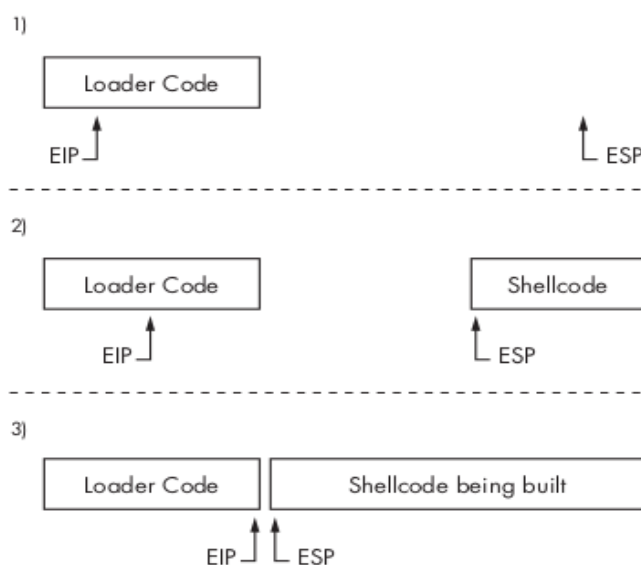 1)
Loader Code
EIP ESP
2)
Loader Code Shellcode
EIP ESP
3)
Loader Code Shellcode being built
EIP ESP